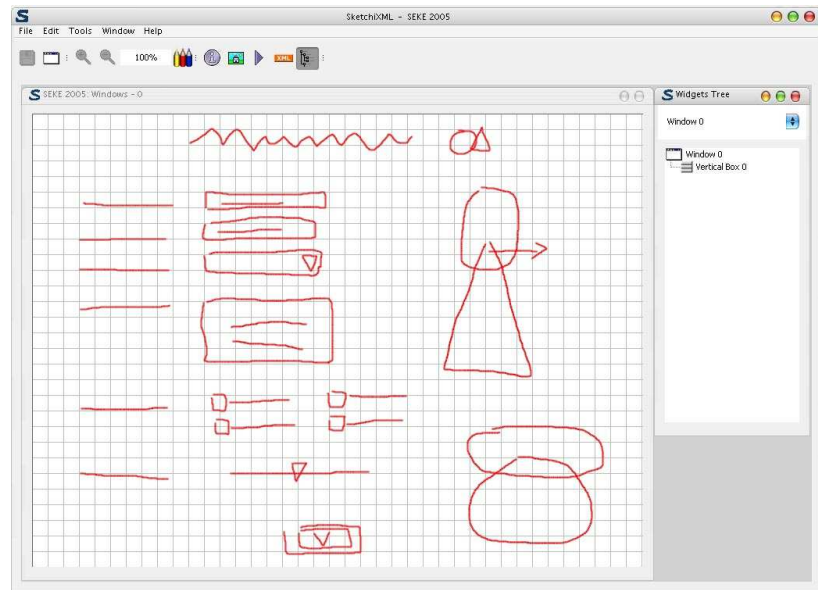 SketchiXML - SEKE 2005
File Edit Tools Window Help
100%
XML
SEKE 2005: Windows - 0
Widgets Tree
Window 0
Window 0
Vertical Box 0